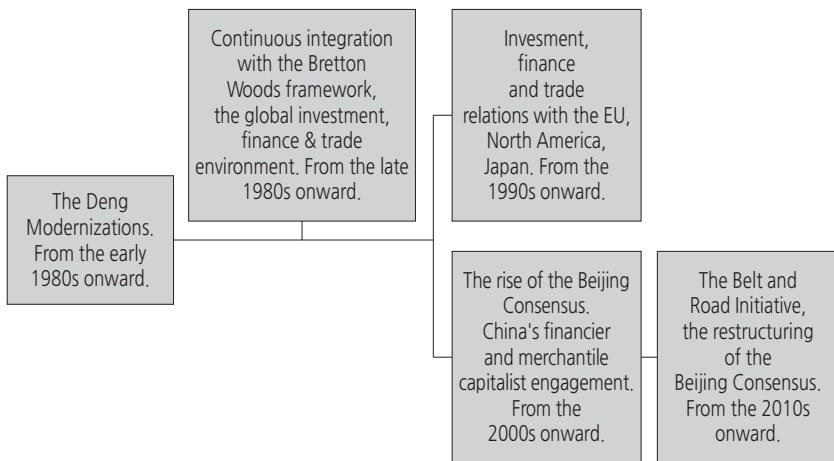 The Deng
Modernizations.
From the early
1980s onward.
Continuous integration
with the Bretton
Woods framework,
the global investment,
finance & trade
environment. From the late
1980s onward.
Invesment,
finance
and trade
relations with the EU,
North America,
Japan. From the
1990s onward.
The rise of the Beijing
Consensus.
China's financier
and merchantile
capitalist engagement.
From the
2000s onward.
The Belt and
Road Initiative,
the restructuring
of the
Beijing Consensus.
From the 2010s
onward.